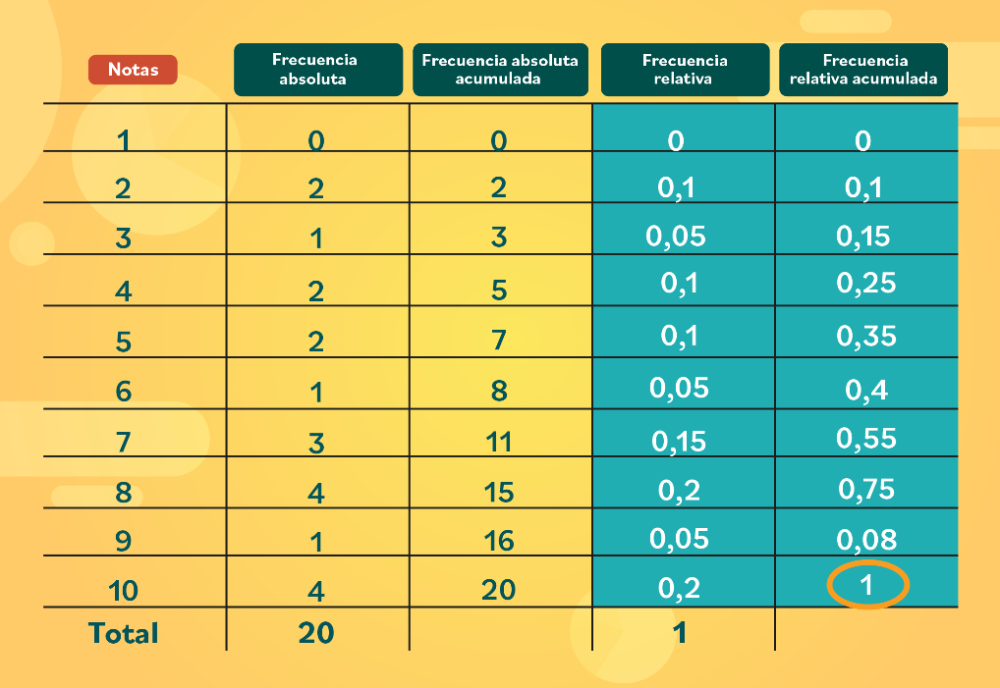 Notas Frecuencia absoluta Frecuencia absoluta acumulada Frecuencia relativa Frecuencia relativa acumulada
1 0 0 0 0
2 2 2 0,1 0,1
3 1 3 0,05 0,15
4 2 5 0,1 0,25
5 2 7 0,1 0,35
6 1 8 0,05 0,4
7 3 11 0,15 0,55
8 4 15 0,2 0,75
9 1 16 0,05 0,08
10 4 20 0,2 1
Total 20 1